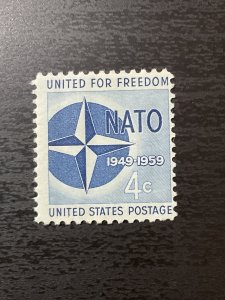 UNITED FOR FREEDOM
NATO
1949-1959
4c
UNITED STATES POSTAGE